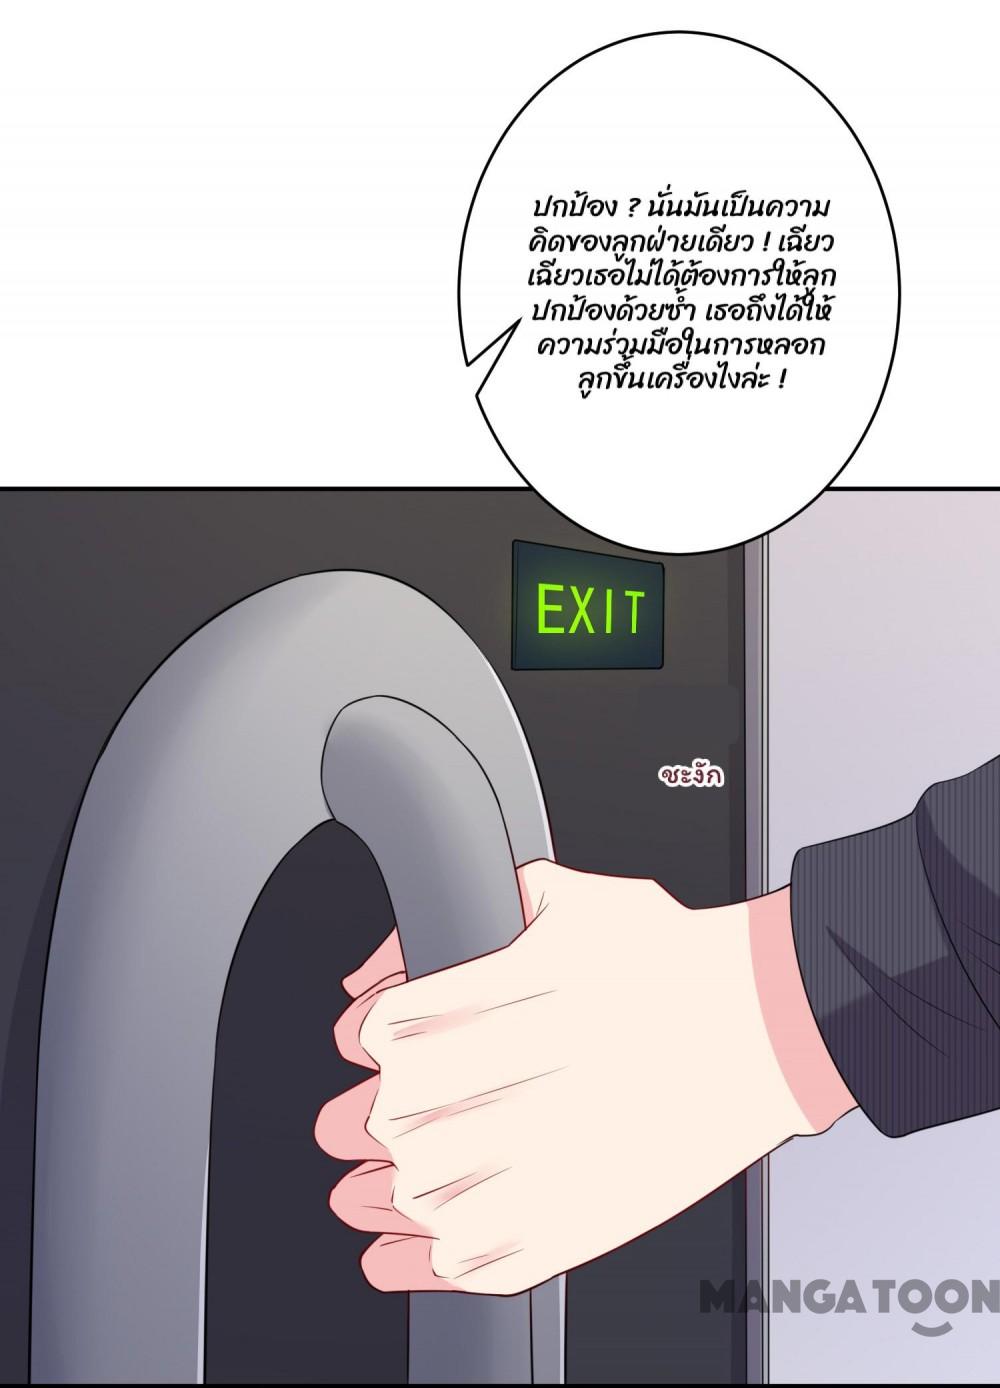 ปกป้อง ? นั่นมันเป็นความ
คิดของลูกฝ่ายเดียว ! เฉียว
เฉียวเธอไม่ได้ต้องการให้ลูก
ปกป้องด้วยซ้ำ เธอถึงได้ให้
ความร่วมมือในการหลอก
ลูกขึ้นเครื่องไงล่ะ !
EXIT
ชะงัก
MANGATOON